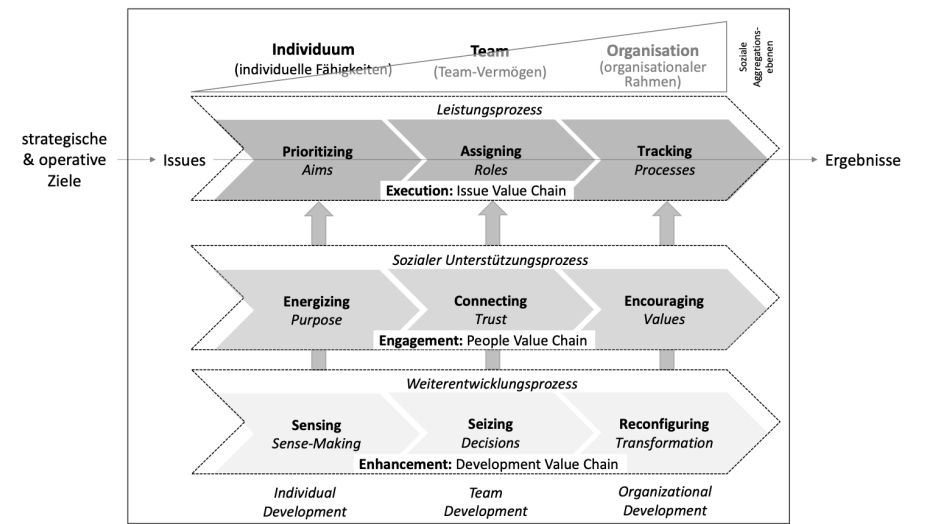 Individuum
(individuelle Fähigkeiten)
Team
(Team-Vermögen)
Organisation
(organisationaler
Rahmen)
Soziale
Aggregations-
ebenen
Leistungsprozess
strategische
& operative
Ziele
Issues
Prioritizing
Aims
Assigning
Roles
Tracking
Processes
Ergebnisse
Execution: Issue Value Chain
Sozialer Unterstützungsprozess
Energizing
Purpose
Connecting
Trust
Encouraging
Values
Engagement: People Value Chain
Weiterentwicklungsprozess
Sensing
Sense-Making
Seizing
Decisions
Reconfiguring
Transformation
Enhancement: Development Value Chain
Individual
Development
Team
Development
Organizational
Development